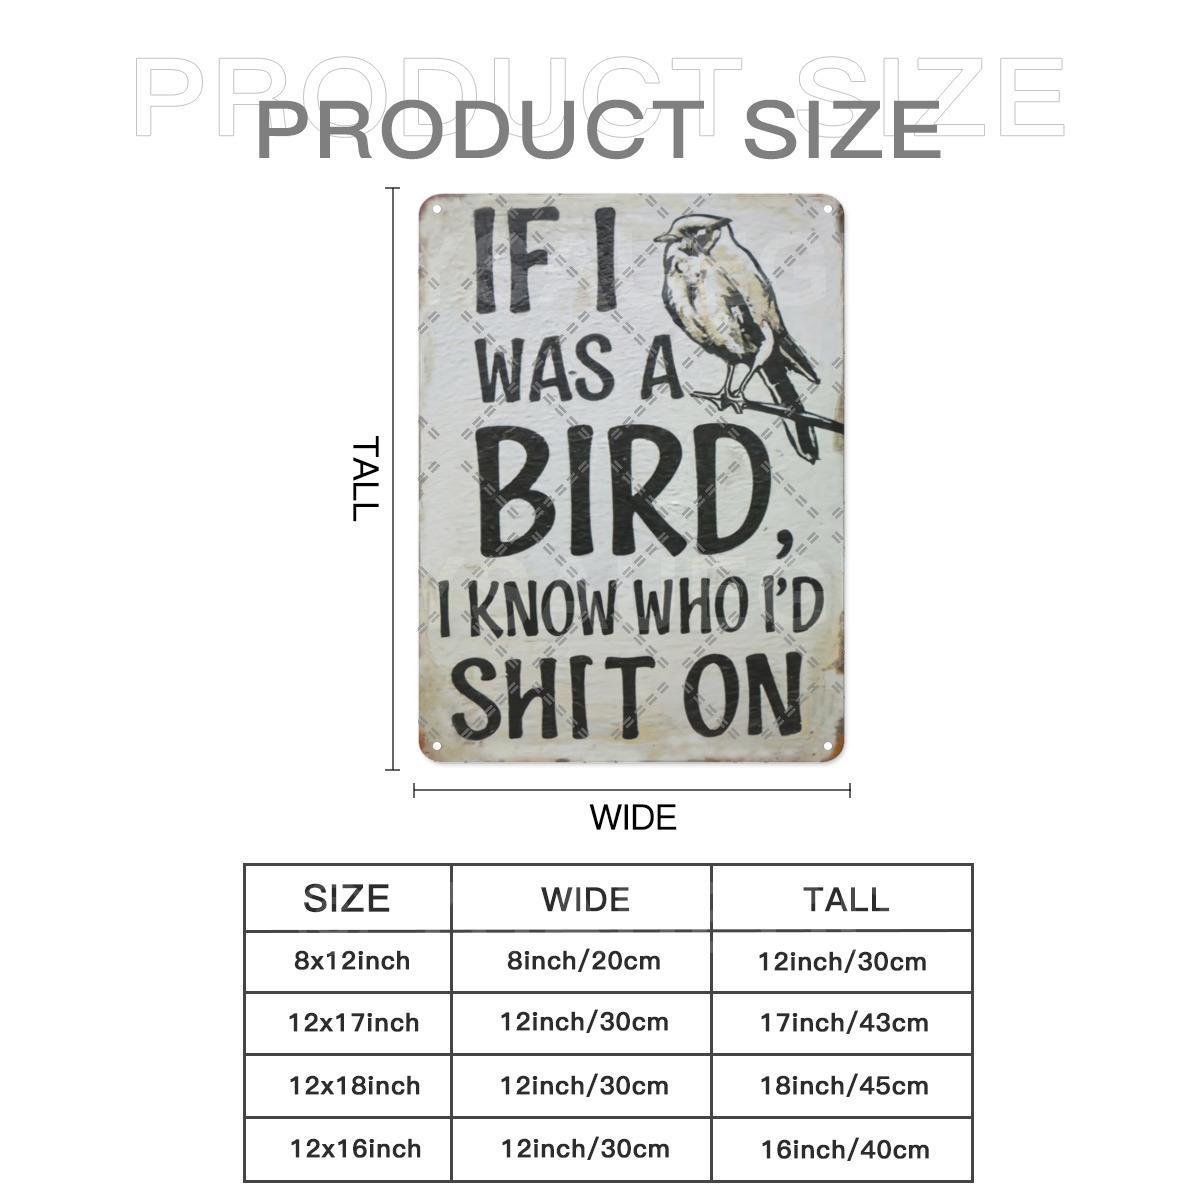 PRODUCT SIZE
PRODUCT SIZE
IF I
WAS A
BIRD,
I KNOW WHO I'D
SHIT ON
TALL
WIDE
SIZE WIDE TALL
8x12inch 8inch/20cm 12inch/30cm
12x17inch 12inch/30cm 17inch/43cm
12x18inch 12inch/30cm 18inch/45cm
12x16inch 12inch/30cm 16inch/40cm